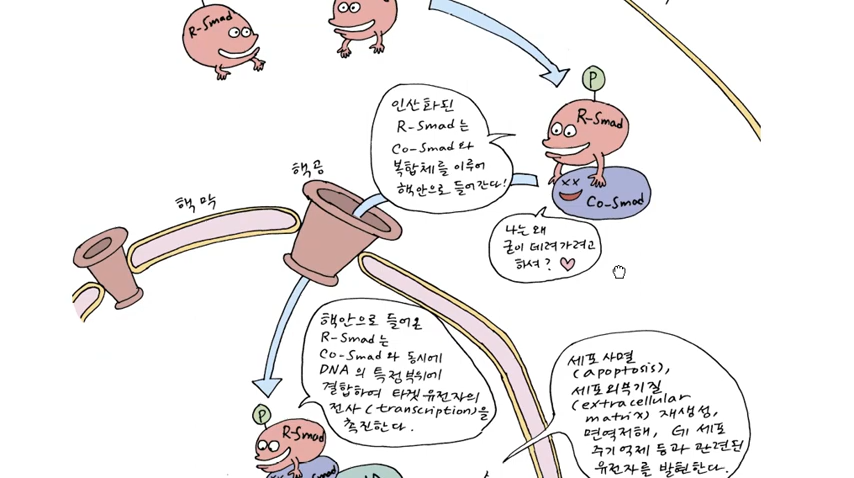 R-Smad
P
R-Smad
인산화된
R-Smad는
Co-Smad와
복합체를 이루어
핵안으로 들어간다!
Co-Smad
핵공
핵막
나는 왜
굳이 데려가려고
하셔? ♡
핵안으로 들어온
R-Smad는
Co-Smad와 동시에
DNA의 특정부위에
결합하여 타겟유전자의
전사(transcription)을
촉진한다.
세포사멸
(apoptosis),
세포외부기질
(extracellular
matrix) 재생성,
면역저해, G1 세포
주기억제 등과 관련된
유전자를 발현한다.
P
R-Smad
Smad